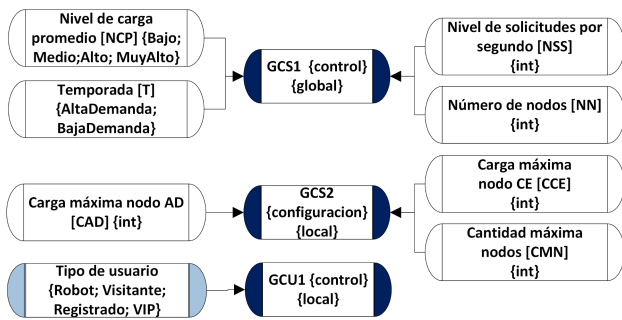 Nivel de carga
promedio [NCP] {Bajo;
Medio;Alto; MuyAlto}
Temporada [T]
{AltaDemanda;
BajaDemanda}
GCS1 {control}
{global}
Nivel de solicitudes por
segundo [NSS]
{int}
Número de nodos [NN]
{int}
Carga máxima nodo AD
[CAD] {int}
GCS2
{configuracion}
{local}
Carga máxima
nodo CE [CCE]
{int}
Cantidad máxima
nodos [CMN]
{int}
Tipo de usuario
{Robot; Visitante;
Registrado; VIP}
GCU1 {control}
{local}